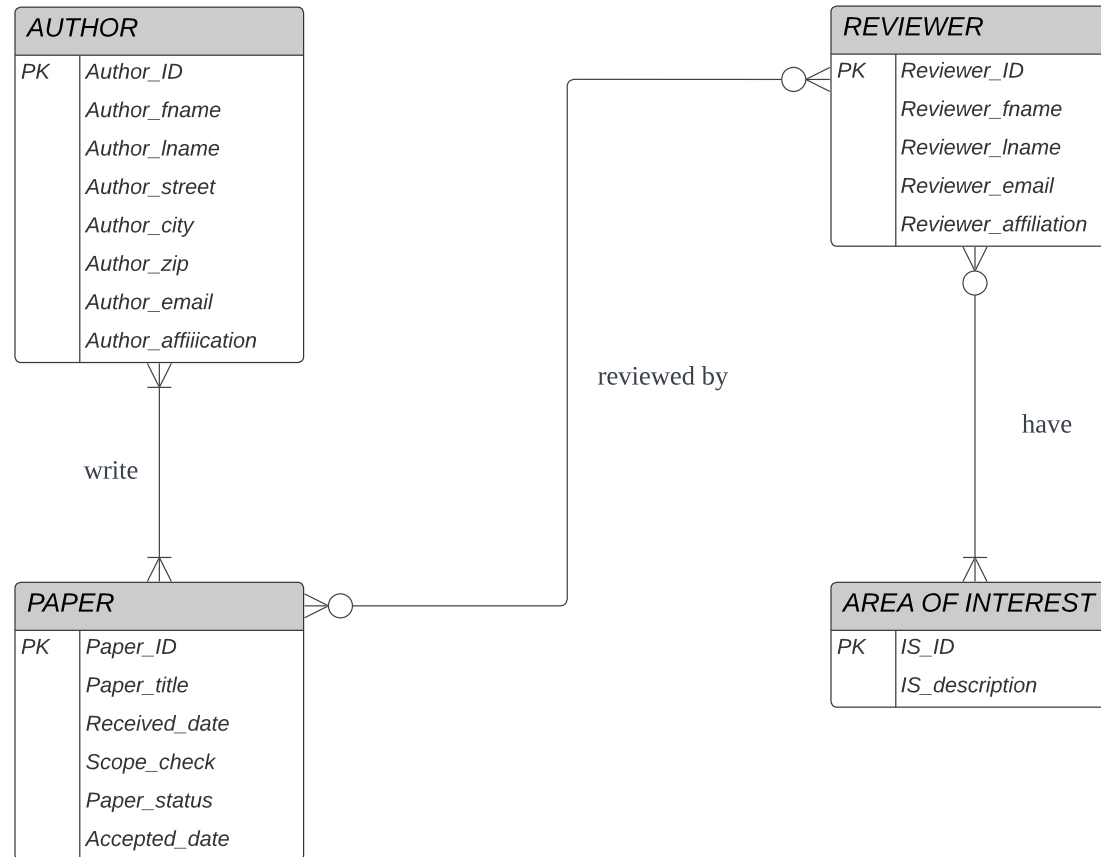 AUTHOR
PK Author_ID
Author_fname
Author_lname
Author_street
Author_city
Author_zip
Author_email
Author_affiiication
REVIEWER
PK Reviewer_ID
Reviewer_fname
Reviewer_lname
Reviewer_email
Reviewer_affiliation
reviewed by
have
write
PAPER
PK Paper_ID
Paper_title
Received_date
Scope_check
Paper_status
Accepted_date
AREA OF INTEREST
PK IS_ID
IS_description